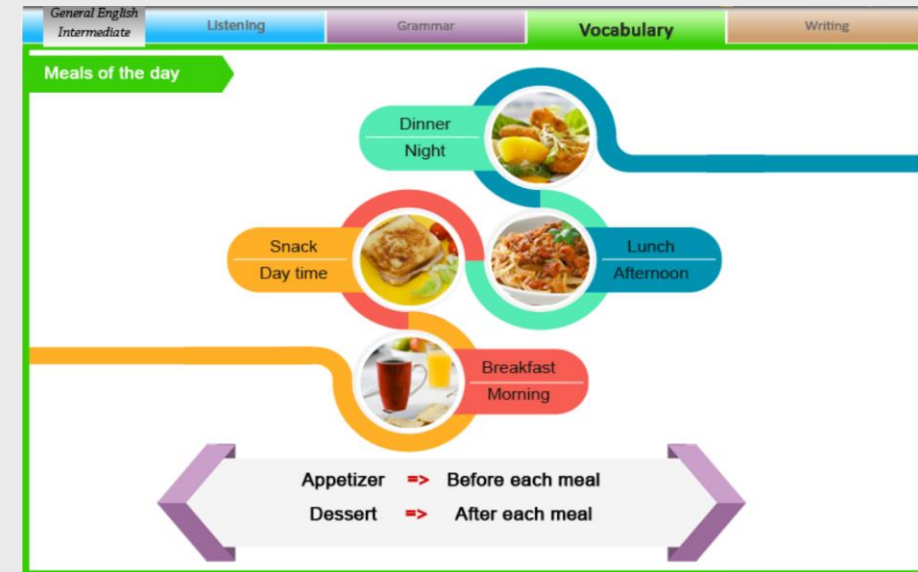 General English
Intermediate
Listening
Grammar
Vocabulary
Writing
Meals of the day
Dinner
Night
Snack
Day time
Lunch
Afternoon
Breakfast
Morning
Appetizer => Before each meal
Dessert => After each meal